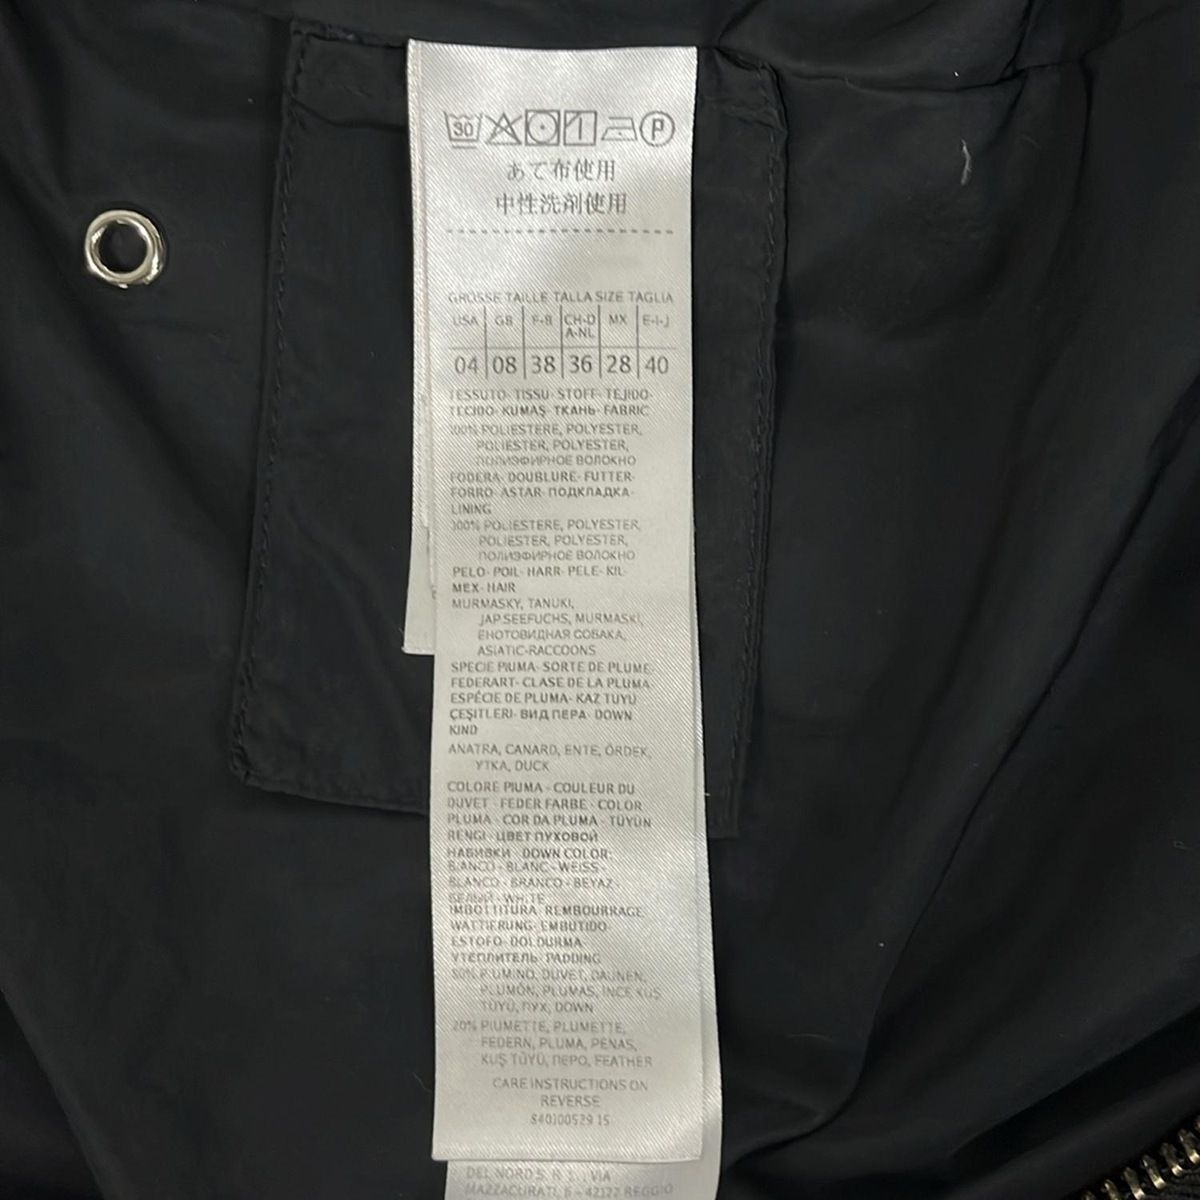 30 P
あて布使用
中性洗剤使用
GRÖSSE TAILLE TALLA SIZE TAGLIA
USA GB F-B CH-D A-NL MX E-I-J
04 08 38 36 28 40
TESSUTO- TISSU- STOFF- TEJIDO-
TECIDO- KUMAŞ- ТКАНЬ- FABRIC
100% POLIESTERE, POLYESTER,
POLIESTER, POLYESTER,
ПОЛИЭФИРНОЕ ВОЛОКНО
FODERA- DOUBLURE- FUTTER-
FORRO- ASTAR- ПОДКЛАДКА-
LINING
100% POLIESTERE, POLYESTER,
POLIESTER, POLYESTER,
ПОЛИЭФИРНОЕ ВОЛОКНО
PELO- POIL- HARR- PELE- KIL-
MEX- HAIR
MURMASKY, TANUKI,
JAP.SEEFUCHS, MURMASKI,
ЕНОТОВИДНАЯ СОБАКА,
ASIATIC-RACCOONS
SPECIE PIUMA- SORTE DE PLUME-
FEDERART- CLASE DE LA PLUMA-
ESPÉCIE DE PLUMA- KAZ TÜYÜ
ÇEŞITLERI- ВИД ПЕРА- DOWN
KIND
ANATRA, CANARD, ENTE, ÖRDEK,
УТКА, DUCK
COLORE PIUMA - COULEUR DU
DUVET - FEDER FARBE - COLOR
PLUMA - COR DA PLUMA - TÜYÜN
RENGI - ЦВЕТ ПУХОВОЙ
НАБИВКИ - DOWN COLOR:
BIANCO - BLANC - WEISS -
BLANCO - BRANCO - BEYAZ -
БЕЛЫЙ - WHITE
IMBOTTITURA- REMBOURRAGE-
WATTIERUNG- EMBUTIDO-
ESTOFO- DOLDURMA-
УТЕПЛИТЕЛЬ- PADDING
80% PIUMINO, DUVET, DAUNEN,
PLUMÓN, PLUMAS, INCE KUŞ
TÜYÜ, ПУХ, DOWN
20% PIUMETTE, PLUMETTE,
FEDERN, PLUMA, PENAS,
KUŞ TÜYÜ, ПЕРО, FEATHER
CARE INSTRUCTIONS ON
REVERSE
840100529 15
DEL NORD S. R. L., VIA
MAZZACURATI, 6 - 42122 REGGIO